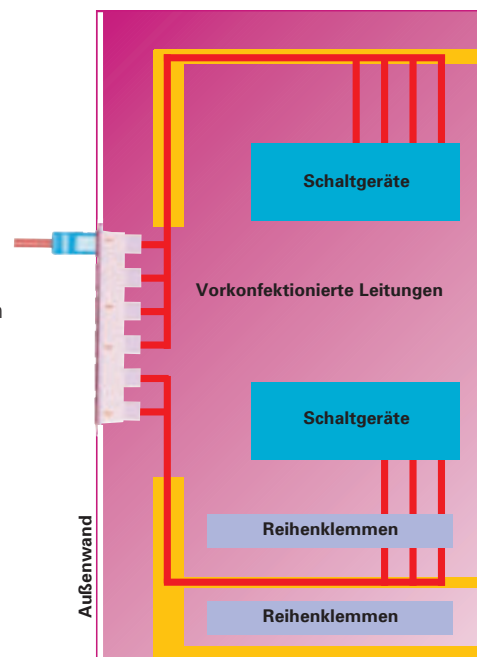 Schaltgeräte
Vorkonfektionierte Leitungen
Schaltgeräte
Reihenklemmen
Reihenklemmen
Außenwand